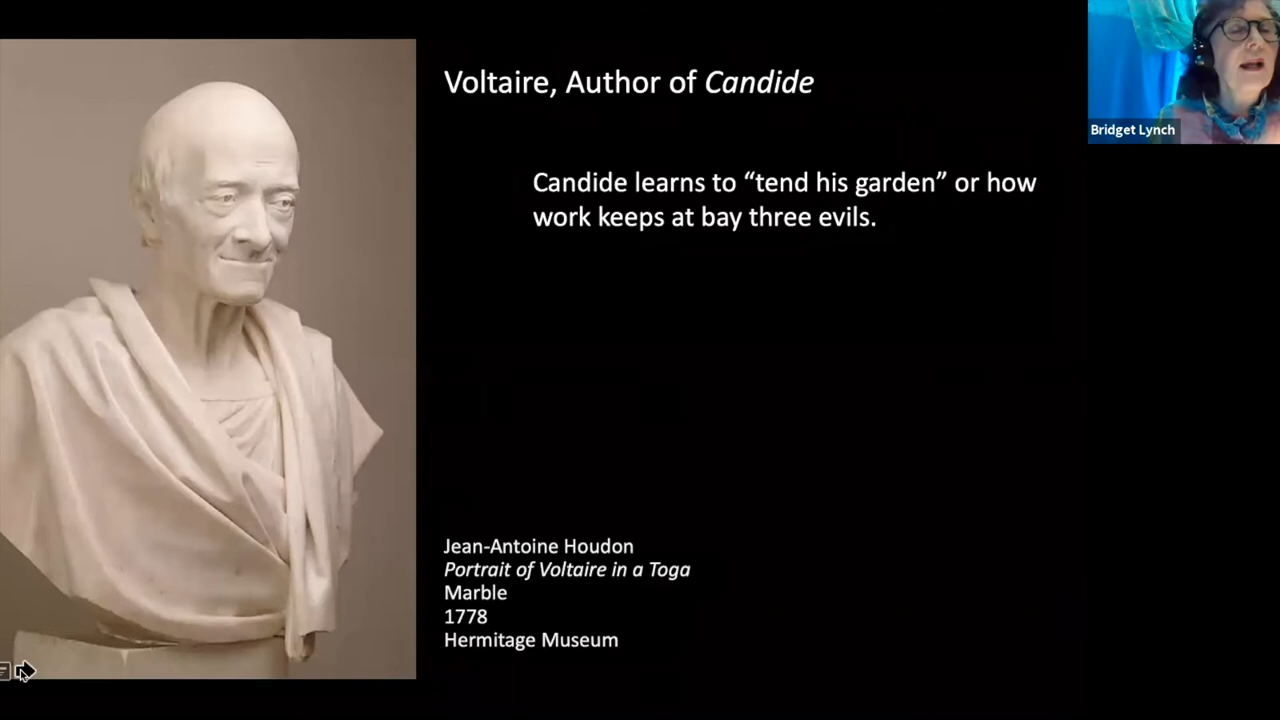 Voltaire, Author of Candide
Bridget Lynch
Candide learns to “tend his garden” or how
work keeps at bay three evils.
Jean-Antoine Houdon
Portrait of Voltaire in a Toga
Marble
1778
Hermitage Museum